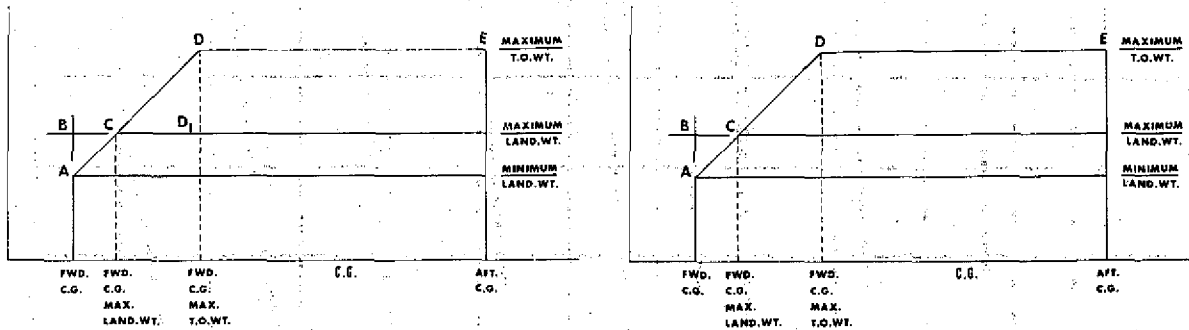 D
E
MAXIMUM
T.O.WT.
B
C
D1
MAXIMUM
LAND.WT.
A
MINIMUM
LAND.WT.
FWD.
C.G.
FWD.
C.G.
MAX.
LAND.WT.
FWD.
C.G.
MAX.
T.O.WT.
C.G.
AFT.
C.G.
D
E
MAXIMUM
T.O.WT.
B
C
MAXIMUM
LAND.WT.
A
MINIMUM
LAND.WT.
FWD.
C.G.
FWD.
C.G.
MAX.
LAND.WT.
FWD.
C.G.
MAX.
T.O.WT.
C.G.
AFT.
C.G.